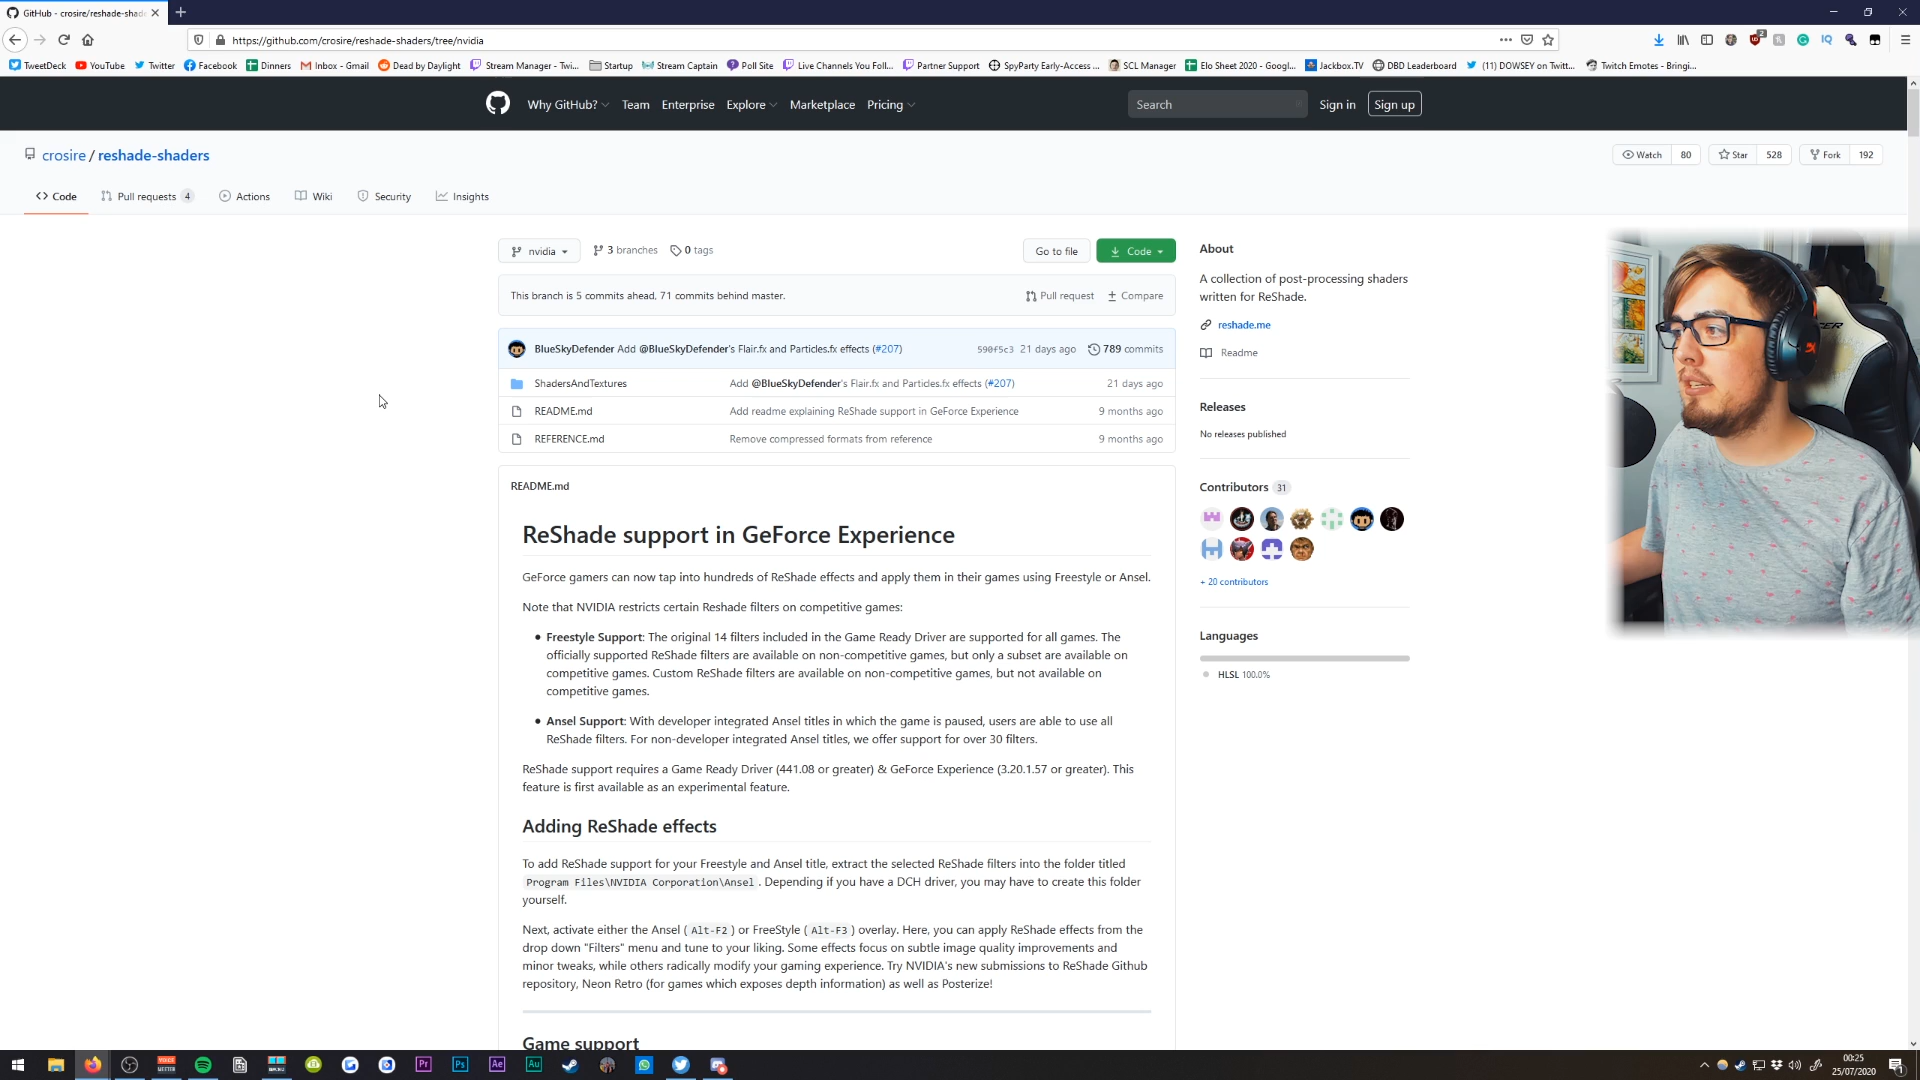 GitHub - crosire/reshade-shad
https://github.com/crosire/reshade-shaders/tree/nvidia
TweetDeck YouTube Twitter Facebook Dinners Inbox - Gmail Dead by Daylight Stream Manager - Twi... Startup Stream Captain Poll Site Live Channels You Foll... Partner Support SpyParty Early-Access ... SCL Manager Elo Sheet 2020 - Googl... Jackbox.TV DBD Leaderboard (11) DOWSEY on Twitt... Twitch Emotes - Bringi...
Why GitHub? Team Enterprise Explore Marketplace Pricing Search Sign in Sign up
crosire / reshade-shaders Watch 80 Star 528 Fork 192
Code Pull requests 4 Actions Wiki Security Insights
nvidia 3 branches 0 tags Go to file Code
This branch is 5 commits ahead, 71 commits behind master. Pull request Compare
BlueSkyDefender Add @BlueSkyDefender's Flair.fx and Particles.fx effects (#207) 590f5c3 21 days ago 789 commits
ShadersAndTextures Add @BlueSkyDefender's Flair.fx and Particles.fx effects (#207) 21 days ago
README.md Add readme explaining ReShade support in GeForce Experience 9 months ago
REFERENCE.md Remove compressed formats from reference 9 months ago
README.md
ReShade support in GeForce Experience
GeForce gamers can now tap into hundreds of ReShade effects and apply them in their games using Freestyle or Ansel.
Note that NVIDIA restricts certain Reshade filters on competitive games:
• Freestyle Support: The original 14 filters included in the Game Ready Driver are supported for all games. The
officially supported ReShade filters are available on non-competitive games, but only a subset are available on
competitive games. Custom ReShade filters are available on non-competitive games, but not available on
competitive games.
• Ansel Support: With developer integrated Ansel titles in which the game is paused, users are able to use all
ReShade filters. For non-developer integrated Ansel titles, we offer support for over 30 filters.
ReShade support requires a Game Ready Driver (441.08 or greater) & GeForce Experience (3.20.1.57 or greater). This
feature is first available as an experimental feature.
Adding ReShade effects
To add ReShade support for your Freestyle and Ansel title, extract the selected ReShade filters into the folder titled
Program Files\NVIDIA Corporation\Ansel . Depending if you have a DCH driver, you may have to create this folder
yourself.
Next, activate either the Ansel ( Alt-F2 ) or FreeStyle ( Alt-F3 ) overlay. Here, you can apply ReShade effects from the
drop down "Filters" menu and tune to your liking. Some effects focus on subtle image quality improvements and
minor tweaks, while others radically modify your gaming experience. Try NVIDIA's new submissions to ReShade Github
repository, Neon Retro (for games which exposes depth information) as well as Posterize!
Game support
About
A collection of post-processing shaders
written for ReShade.
reshade.me
Readme
Releases
No releases published
Contributors 31
+ 20 contributors
Languages
HLSL 100.0%
Pr Ps Ae Au
00:25
25/07/2020